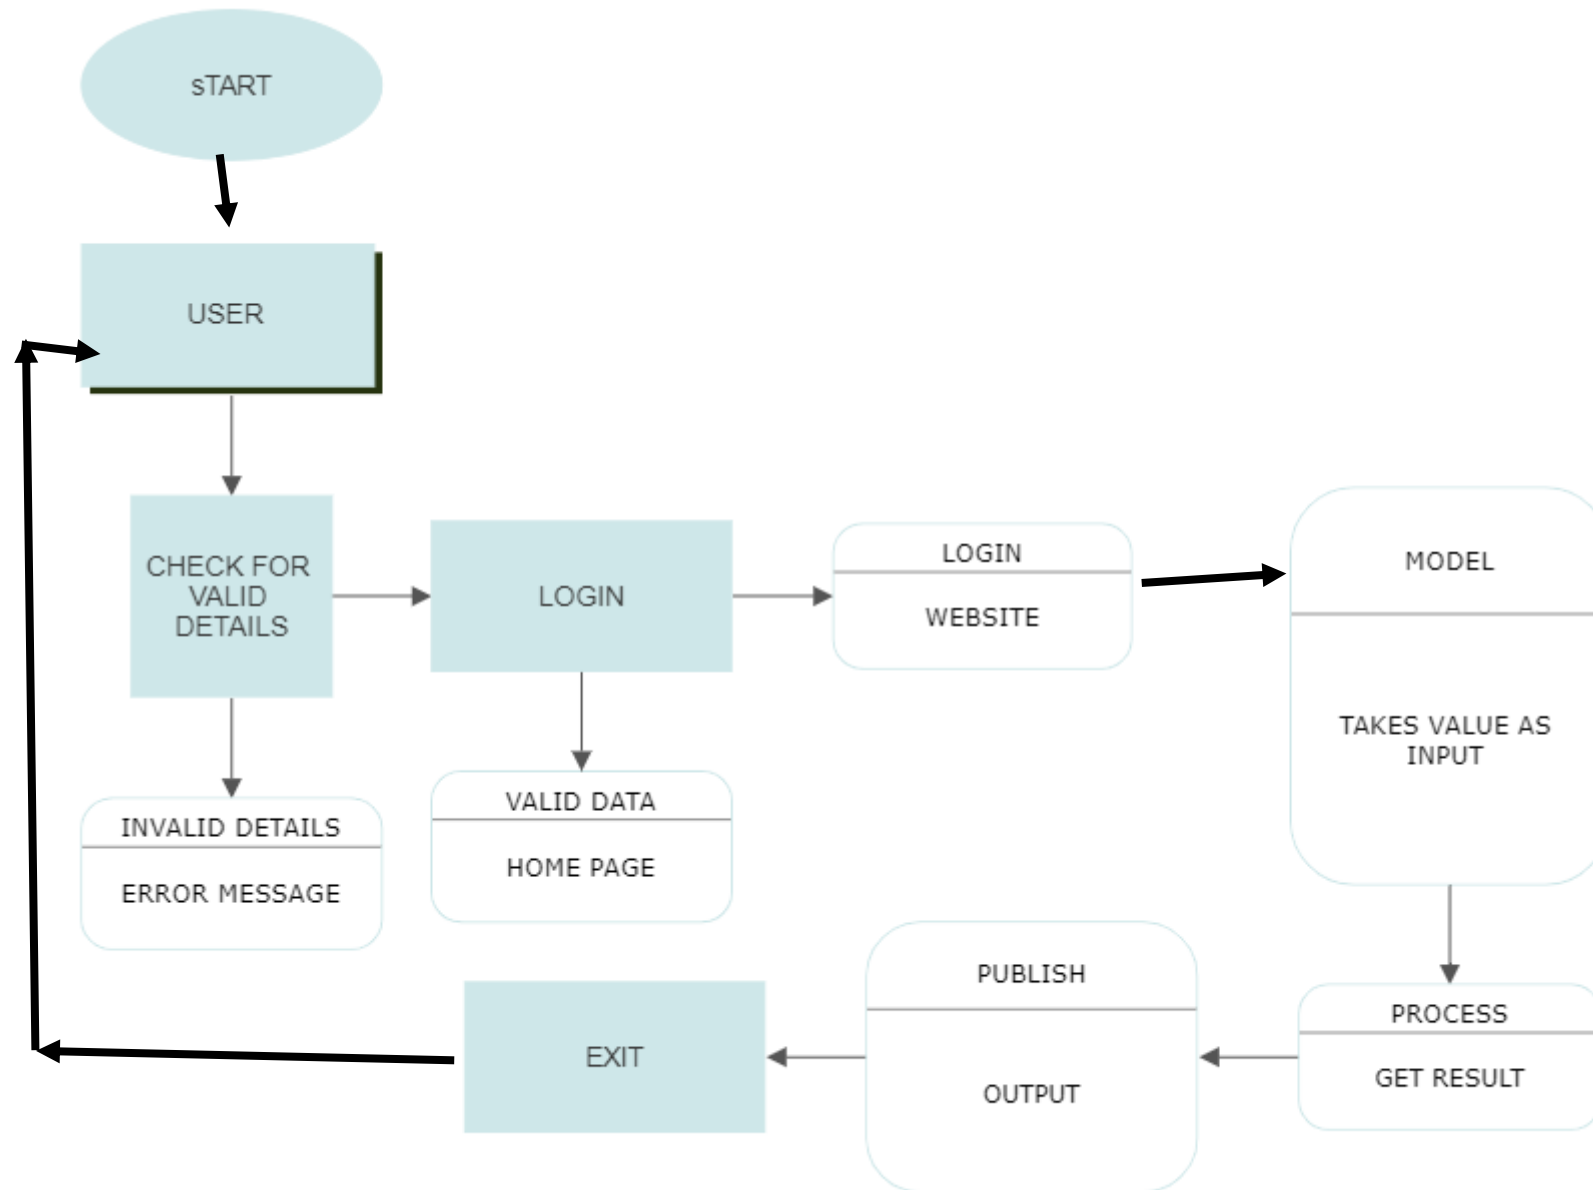 sTART
USER
CHECK FOR
VALID
DETAILS
LOGIN
LOGIN
WEBSITE
MODEL
TAKES VALUE AS
INPUT
INVALID DETAILS
ERROR MESSAGE
VALID DATA
HOME PAGE
EXIT
PUBLISH
OUTPUT
PROCESS
GET RESULT